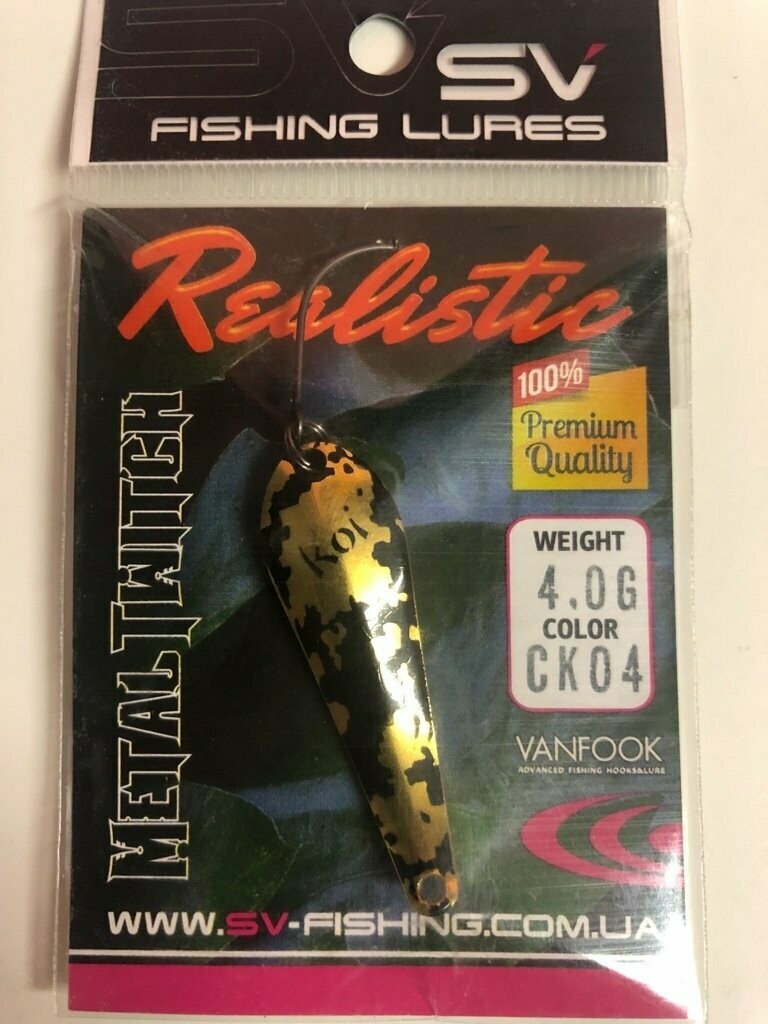 SV
SV
FISHING LURES
Realistic
100%
Premium
Quality
METAL TWITCH
Koi
WEIGHT
4.0G
COLOR
CK04
VANFOOK
ADVANCED FISHING HOOKS&LURE
WWW.SV-FISHING.COM.UA